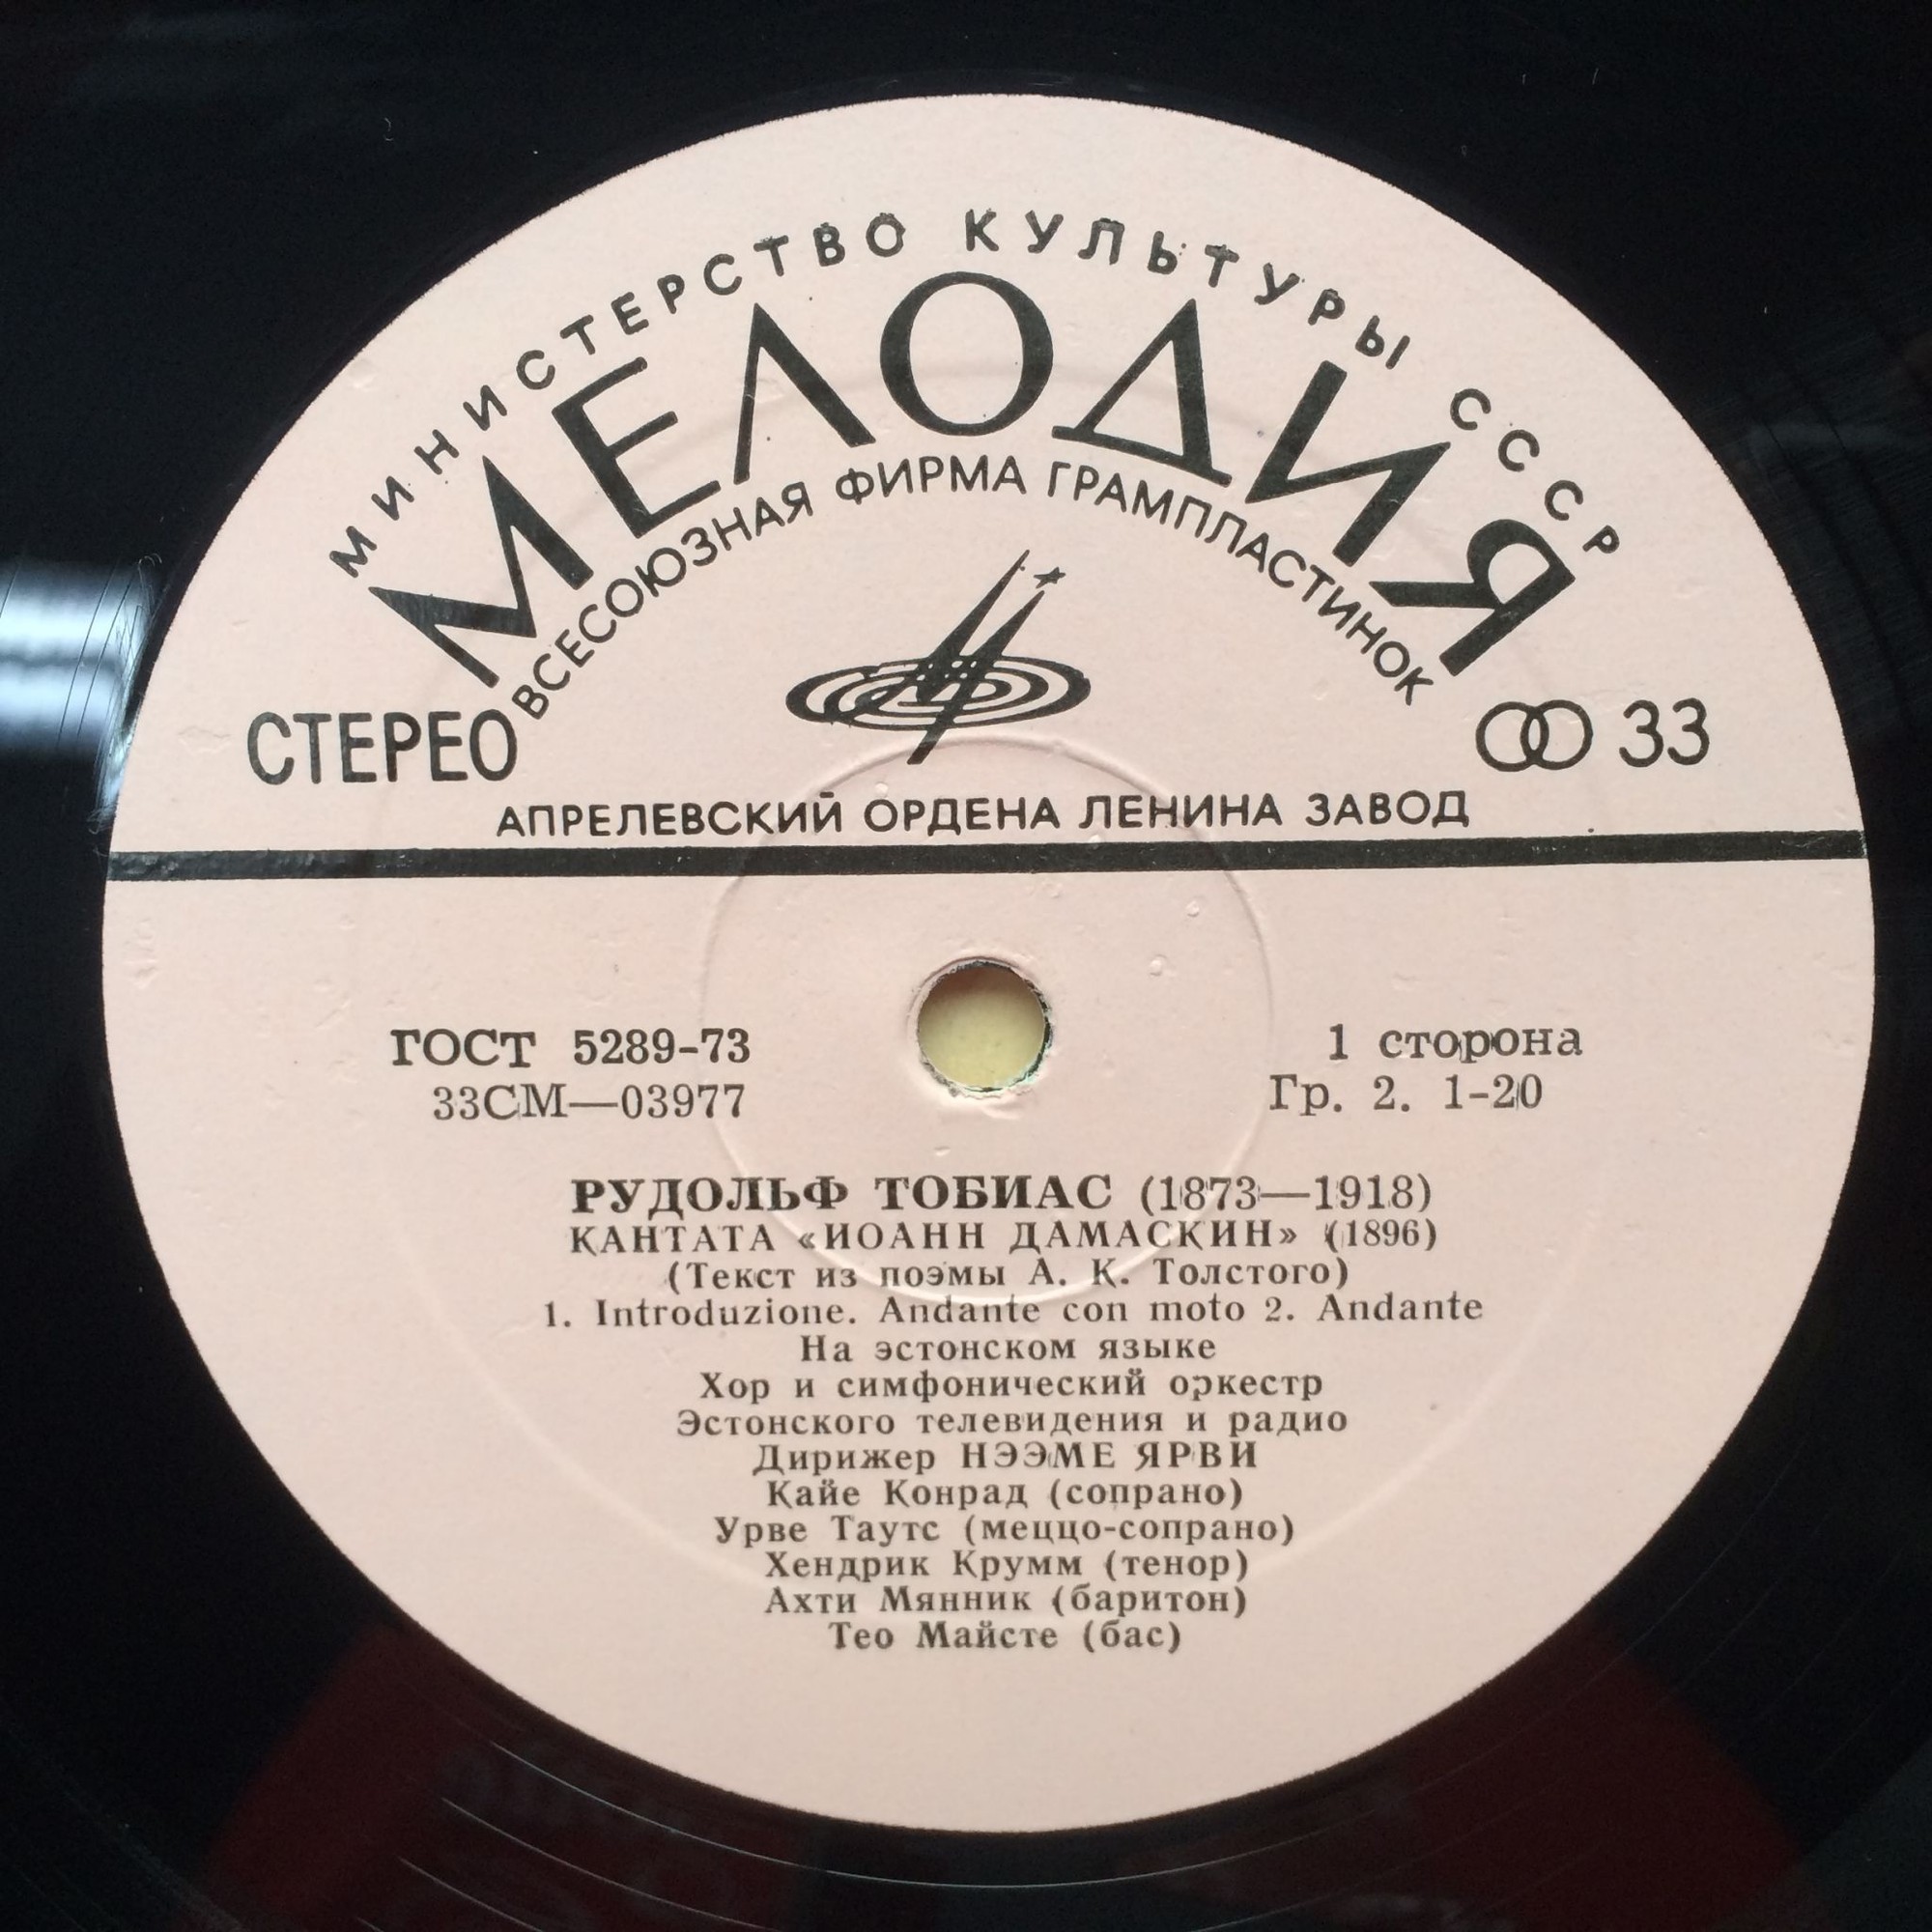 МИНИСТЕРСТВО КУЛЬТУРЫ СССР
МЕЛОДИЯ
ВСЕСОЮЗНАЯ ФИРМА ГРАМПЛАСТИНОК
СТЕРЕО
33
АПРЕЛЕВСКИЙ ОРДЕНА ЛЕНИНА ЗАВОД
ГОСТ 5289-73
1 сторона
33СМ—03977
Гр. 2. 1-20
РУДОЛЬФ ТОБИАС (1873—1918)
КАНТАТА «ИОАНН ДАМАСКИН» (1896)
(Текст из поэмы А. К. Толстого)
1. Introduzione. Andante con moto 2. Andante
На эстонском языке
Хор и симфонический оркестр
Эстонского телевидения и радио
Дирижер НЭЭМЕ ЯРВИ
Кайе Конрад (сопрано)
Урве Таутс (меццо-сопрано)
Хендрик Крумм (тенор)
Ахти Мянник (баритон)
Тео Майсте (бас)